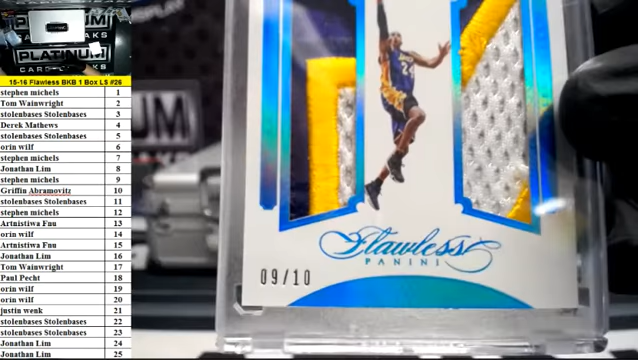 PLATINUM
PLATINUM
15-16 Flawless BKB 1 Box LS #26
stephen michels 1
Tom Wainwright 2
stolenbases Stolenbases 3
Derek Mathews 4
stolenbases Stolenbases 5
orin wilf 6
stephen michels 7
Jonathan Lim 8
stephen michels 9
Griffin Abramovitz 10
stolenbases Stolenbases 11
stephen michels 12
Artnistiwa Fnu 13
orin wilf 14
Artnistiwa Fnu 15
Jonathan Lim 16
Tom Wainwright 17
Paul Pecht 18
orin wilf 19
orin wilf 20
justin wenk 21
stolenbases Stolenbases 22
stolenbases Stolenbases 23
Jonathan Lim 24
Jonathan Lim 25
24
Flawless
PANINI
09/10